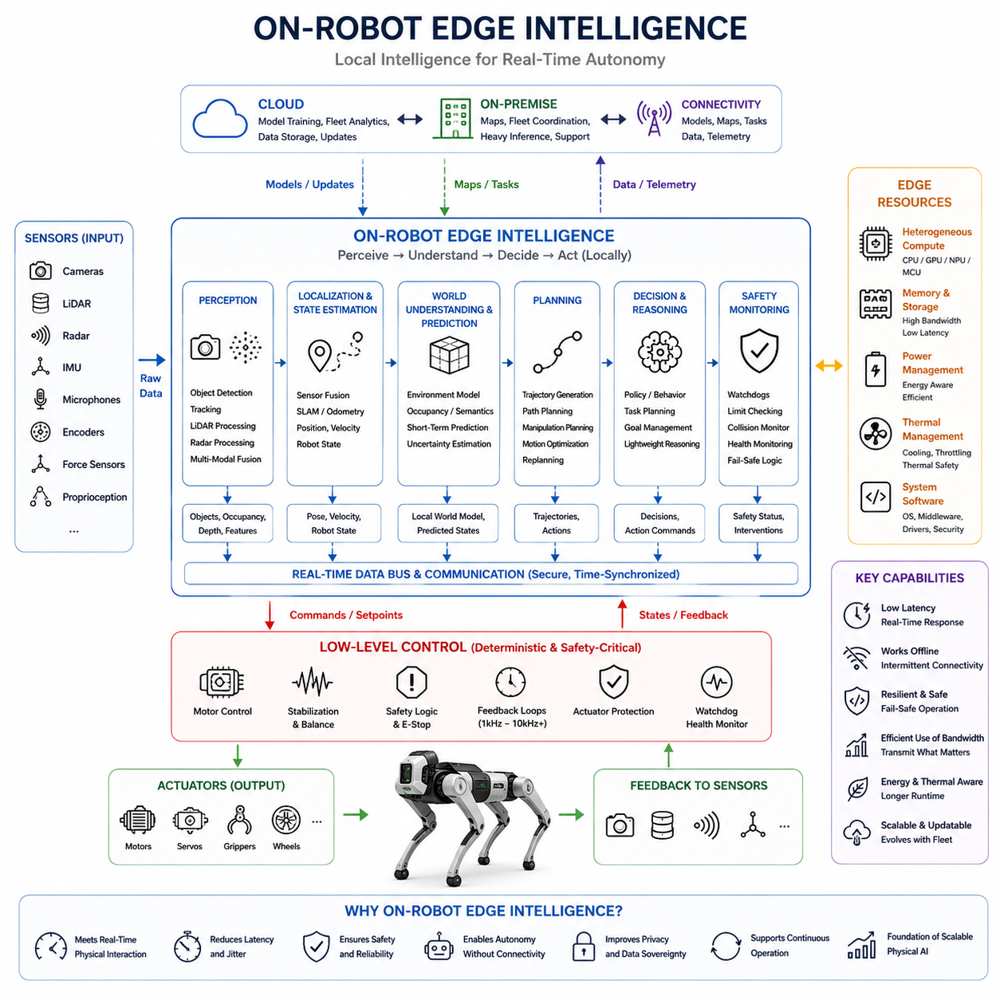 ON-ROBOT EDGE INTELLIGENCE
Local Intelligence for Real-Time Autonomy
CLOUD
Model Training, Fleet Analytics,
Data Storage, Updates
ON-PREMISE
Maps, Fleet Coordination,
Heavy Inference, Support
CONNECTIVITY
Models, Maps, Tasks
Data, Telemetry
Models / Updates
Maps / Tasks
Data / Telemetry
SENSORS (INPUT)
Cameras
LiDAR
Radar
IMU
Microphones
Encoders
Force Sensors
Proprioception
...
Raw
Data
ON-ROBOT EDGE INTELLIGENCE
Perceive → Understand → Decide → Act (Locally)
PERCEPTION
Object Detection
Tracking
LiDAR Processing
Radar Processing
Multi-Modal Fusion
Objects, Occupancy,
Depth, Features
LOCALIZATION &
STATE ESTIMATION
Sensor Fusion
SLAM / Odometry
Position, Velocity
Robot State
Pose, Velocity,
Robot State
WORLD
UNDERSTANDING &
PREDICTION
Environment Model
Occupancy / Semantics
Short-Term Prediction
Uncertainty Estimation
Local World Model,
Predicted States
PLANNING
Trajectory Generation
Path Planning
Manipulation Planning
Motion Optimization
Replanning
Trajectories,
Actions
DECISION &
REASONING
Policy / Behavior
Task Planning
Goal Management
Lightweight Reasoning
Decisions,
Action Commands
SAFETY
MONITORING
Watchdogs
Limit Checking
Collision Monitor
Health Monitoring
Fail-Safe Logic
Safety Status,
Interventions
REAL-TIME DATA BUS & COMMUNICATION (Secure, Time-Synchronized)
EDGE
RESOURCES
Heterogeneous
Compute
CPU / GPU / NPU /
MCU
Memory &
Storage
High Bandwidth
Low Latency
Power
Management
Energy Aware
Efficient
Thermal
Management
Cooling, Throttling
Thermal Safety
System
Software
OS, Middleware,
Drivers, Security
Commands / Setpoints
States / Feedback
LOW-LEVEL CONTROL (Deterministic & Safety-Critical)
Motor Control
Stabilization
& Balance
Safety Logic
& E-Stop
Feedback Loops
(1kHz – 10kHz+)
Actuator Protection
Watchdog
Health Monitor
KEY CAPABILITIES
Low Latency
Real-Time Response
Works Offline
Intermittent Connectivity
Resilient & Safe
Fail-Safe Operation
Efficient Use of Bandwidth
Transmit What Matters
Energy & Thermal Aware
Longer Runtime
Scalable & Updatable
Evolves with Fleet
ACTUATORS (OUTPUT)
Motors
Servos
Grippers
Wheels
...
FEEDBACK TO SENSORS
...
WHY ON-ROBOT EDGE INTELLIGENCE?
Meets Real-Time
Physical Interaction
Reduces Latency
and Jitter
Ensures Safety
and Reliability
Enables Autonomy
Without Connectivity
Improves Privacy
and Data Sovereignty
Supports Continuous
Operation
Foundation of Scalable
Physical AI